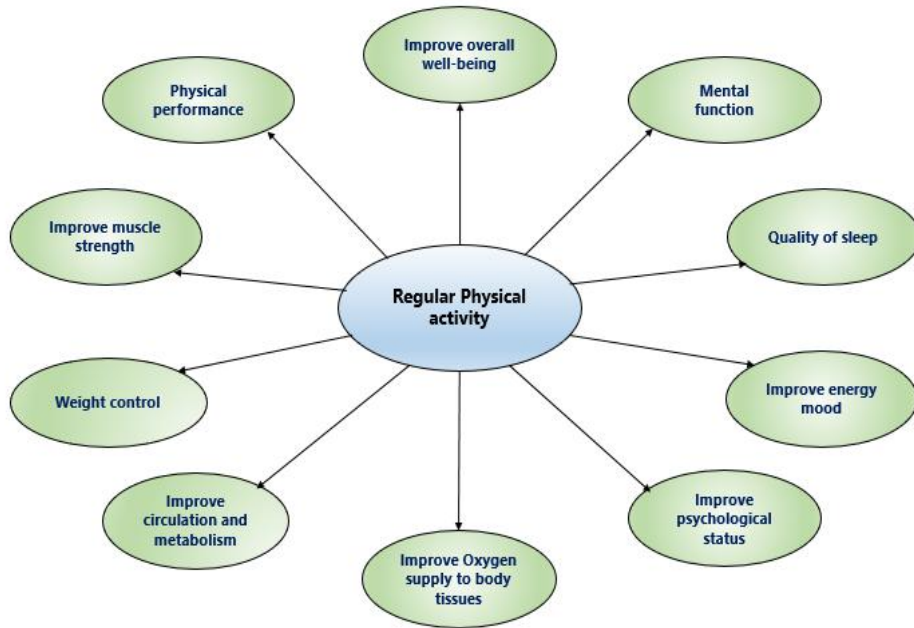 Improve overall
well-being
Physical
performance
Mental
function
Improve muscle
strength
Quality of sleep
Regular Physical
activity
Weight control
Improve energy
mood
Improve
circulation and
metabolism
Improve
psychological
status
Improve Oxygen
supply to body
tissues